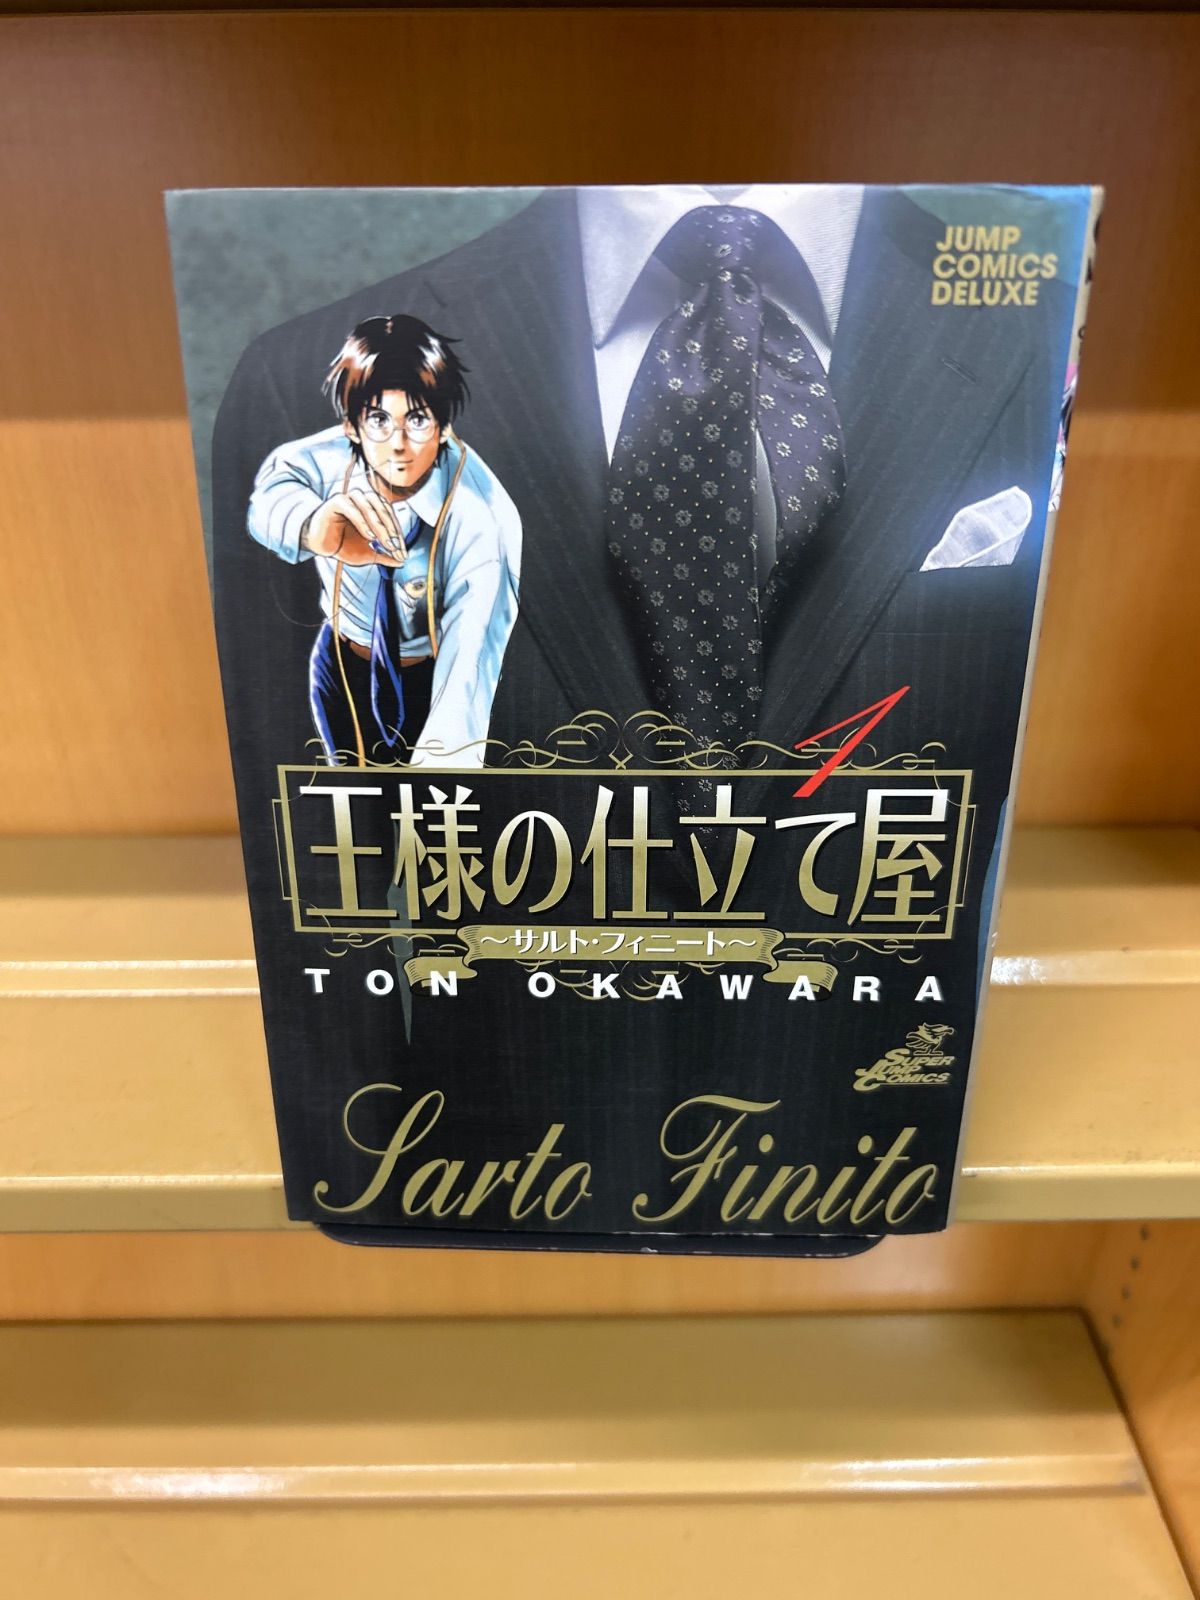 JUMP
COMICS
DELUXE
1
王様の仕立て屋
～サルト・フィニート～
TON OKAWARA
SUPER
JUMP
COMICS
Sarto Finito